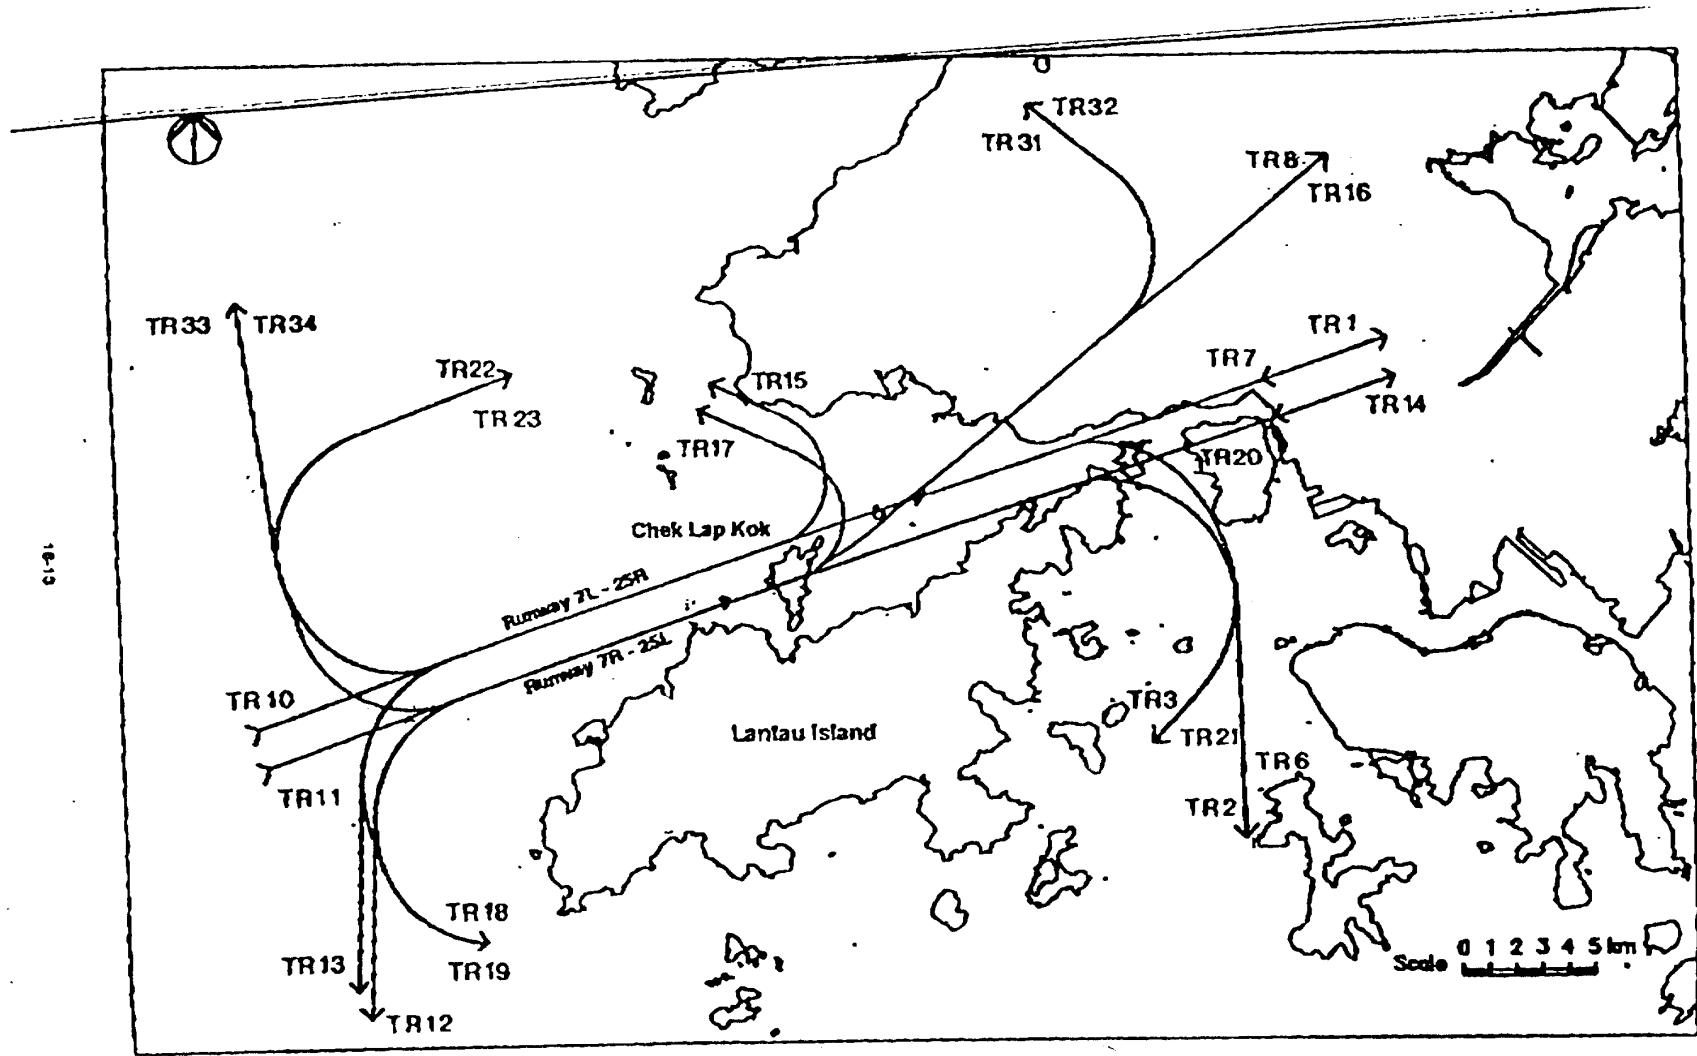 TR32
TR31
TR8
TR16
TR33
TR34
TR1
TR7
TR22
TR15
TR14
TR23
TR17
TR20
Chek Lap Kok
Runway 7L - 25R
Runway 7R - 25L
TR10
TR3
Lantau Island
TR21
TR6
TR11
TR2
TR18
TR13
TR19
Scale 0 1 2 3 4 5 km
TR12